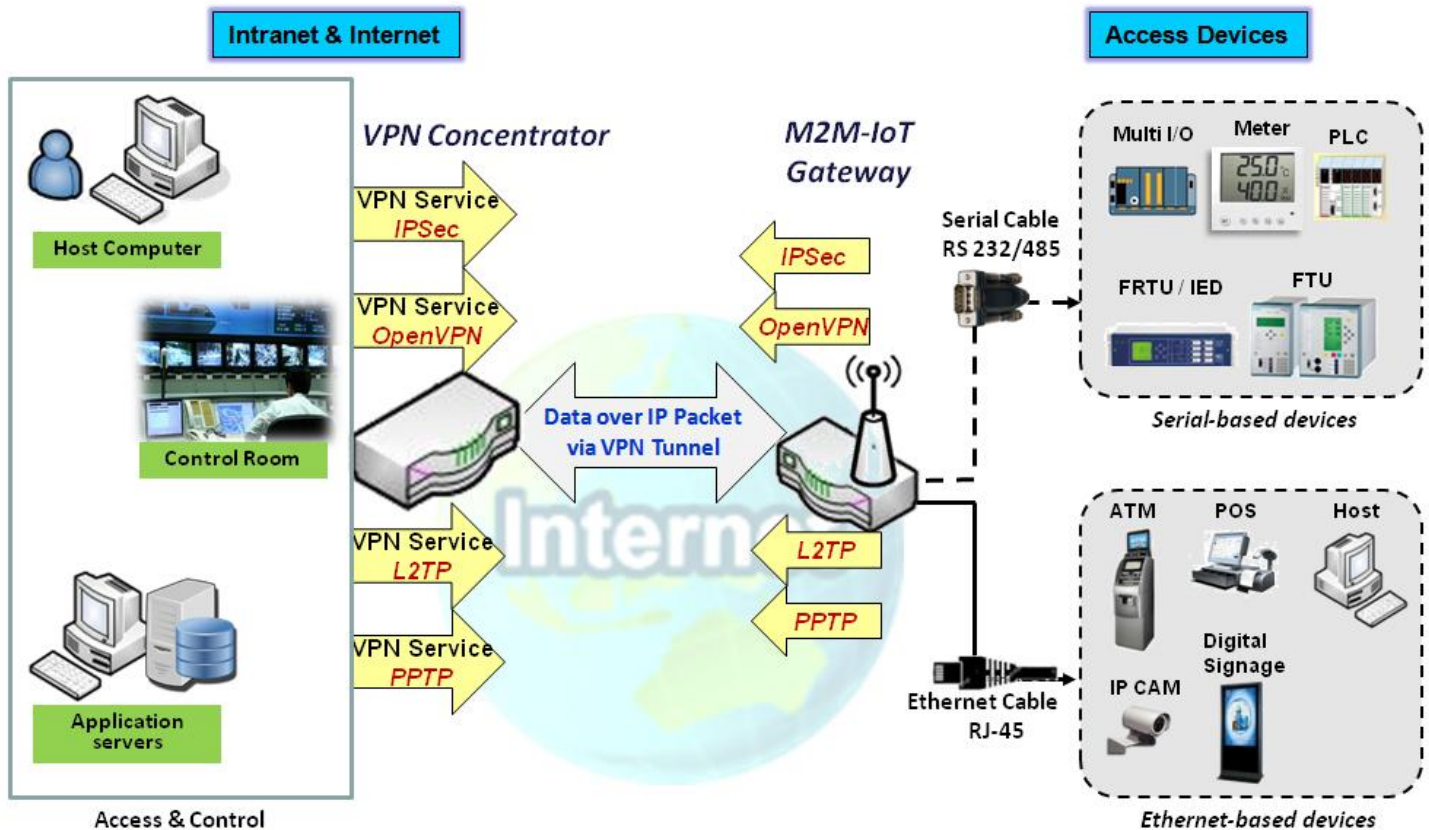 Intranet & Internet
Access Devices
VPN Concentrator
M2M-IoT
Gateway
Host Computer
Control Room
Application
servers
Access & Control
VPN Service
IPSec
VPN Service
OpenVPN
VPN Service
L2TP
VPN Service
PPTP
Data over IP Packet
via VPN Tunnel
Internet
IPSec
OpenVPN
L2TP
PPTP
Serial Cable
RS 232/485
Ethernet Cable
RJ-45
Multi I/O
Meter
PLC
25.0 °C
40.0
FRTU / IED
FTU
Serial-based devices
ATM
POS
Host
Digital
Signage
IP CAM
Ethernet-based devices